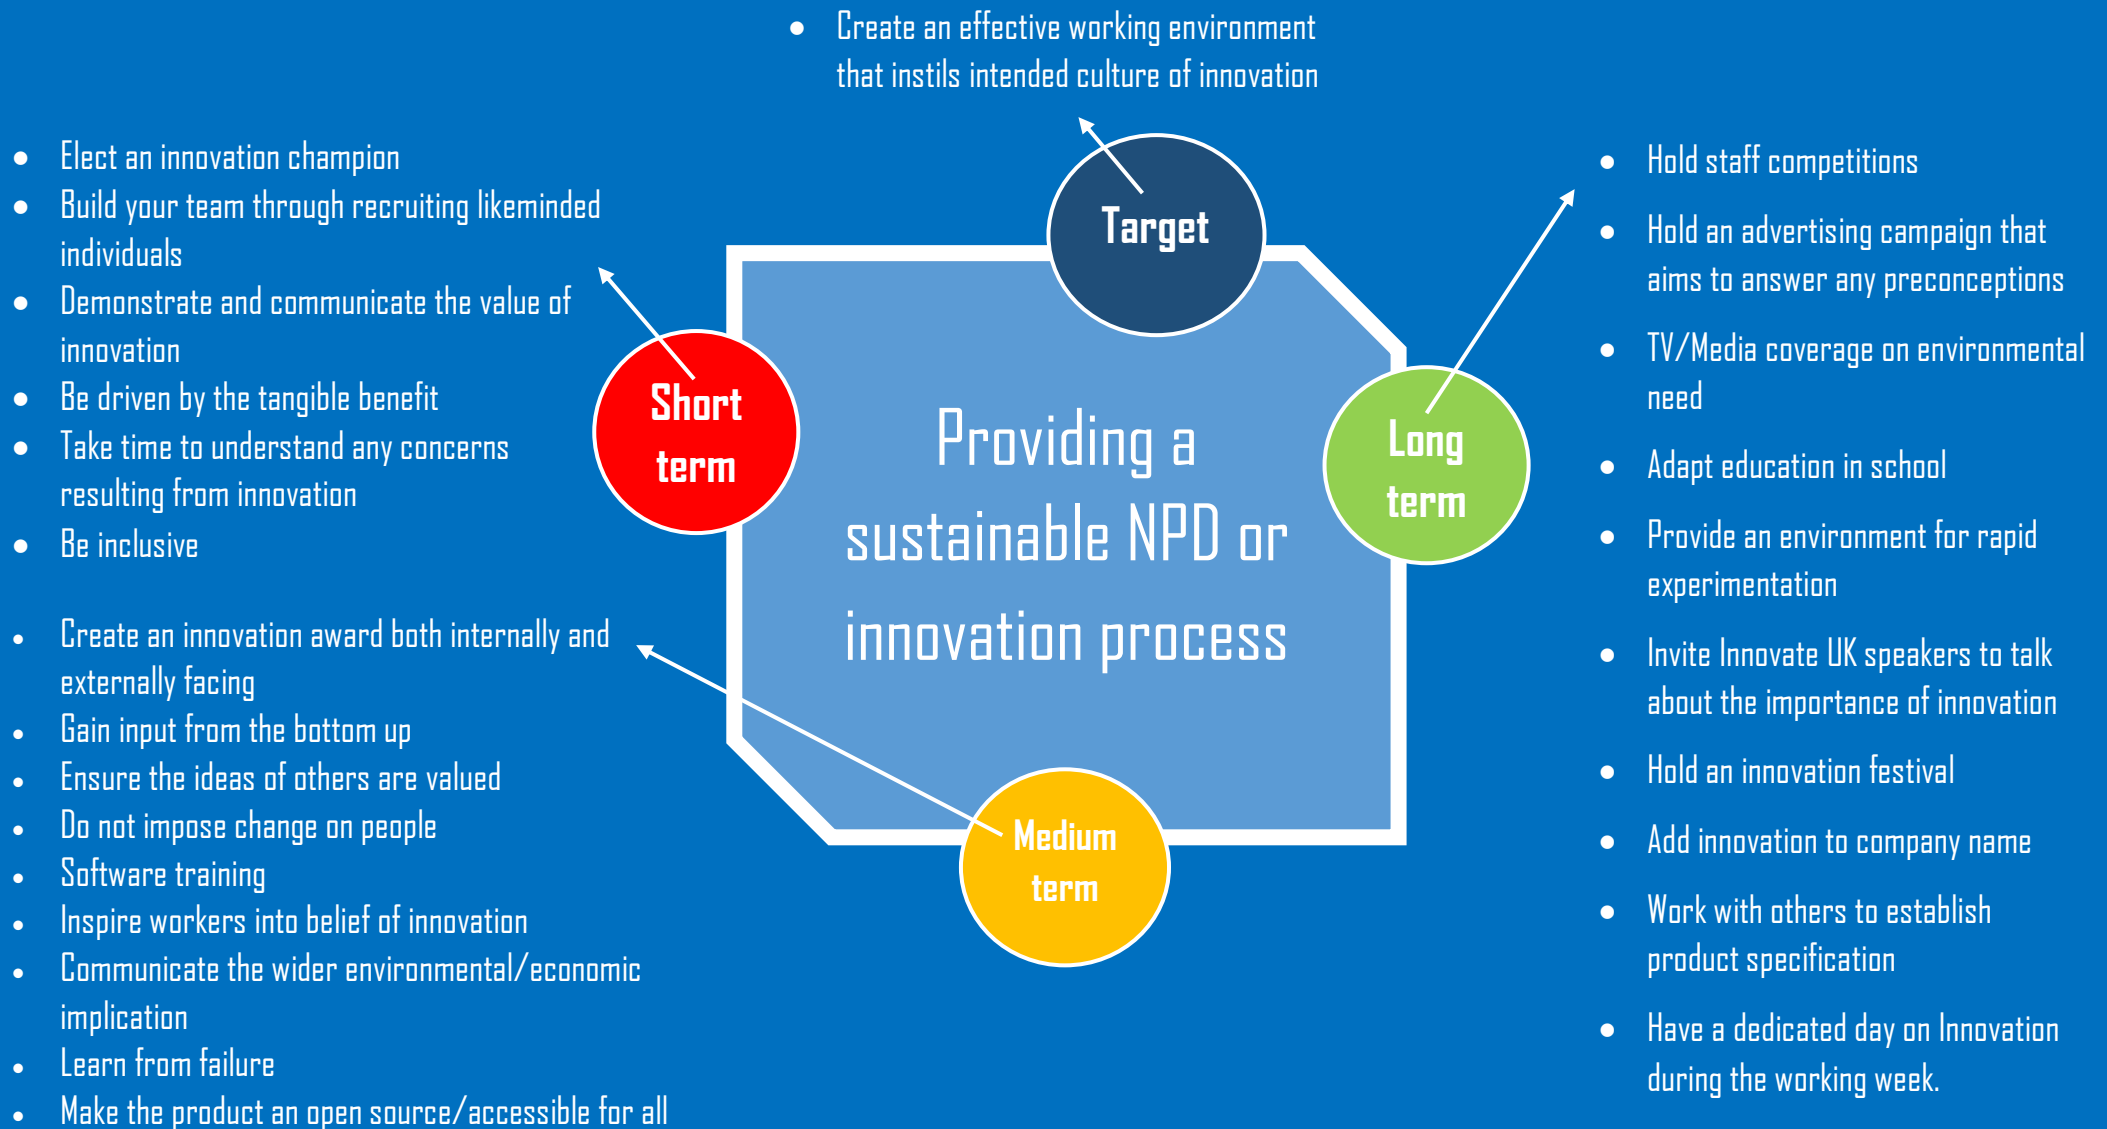 • Create an effective working environment
that instils intended culture of innovation
• Elect an innovation champion
• Build your team through recruiting likeminded
individuals
• Demonstrate and communicate the value of
innovation
• Be driven by the tangible benefit
• Take time to understand any concerns
resulting from innovation
• Be inclusive
• Create an innovation award both internally and
externally facing
• Gain input from the bottom up
• Ensure the ideas of others are valued
• Do not impose change on people
• Software training
• Inspire workers into belief of innovation
• Communicate the wider environmental/economic
implication
• Learn from failure
• Make the product an open source/accessible for all
Target
Short
term
Providing a
sustainable NPD or
innovation process
Long
term
Medium
term
• Hold staff competitions
• Hold an advertising campaign that
aims to answer any preconceptions
• TV/Media coverage on environmental
need
• Adapt education in school
• Provide an environment for rapid
experimentation
• Invite Innovate UK speakers to talk
about the importance of innovation
• Hold an innovation festival
• Add innovation to company name
• Work with others to establish
product specification
• Have a dedicated day on Innovation
during the working week.